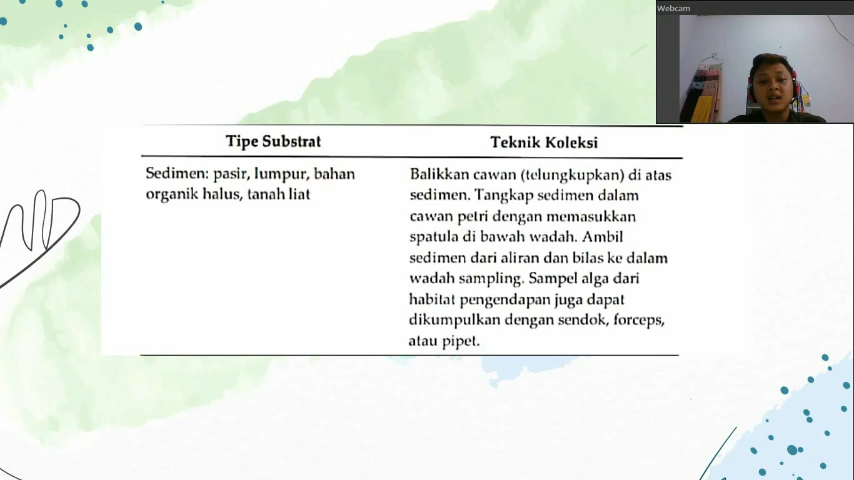 Webcam
Tipe Substrat
Teknik Koleksi
Sedimen: pasir, lumpur, bahan
organik halus, tanah liat
Balikkan cawan (telungkupkan) di atas
sedimen. Tangkap sedimen dalam
cawan petri dengan memasukkan
spatula di bawah wadah. Ambil
sedimen dari aliran dan bilas ke dalam
wadah sampling. Sampel alga dari
habitat pengendapan juga dapat
dikumpulkan dengan sendok, forceps,
atau pipet.